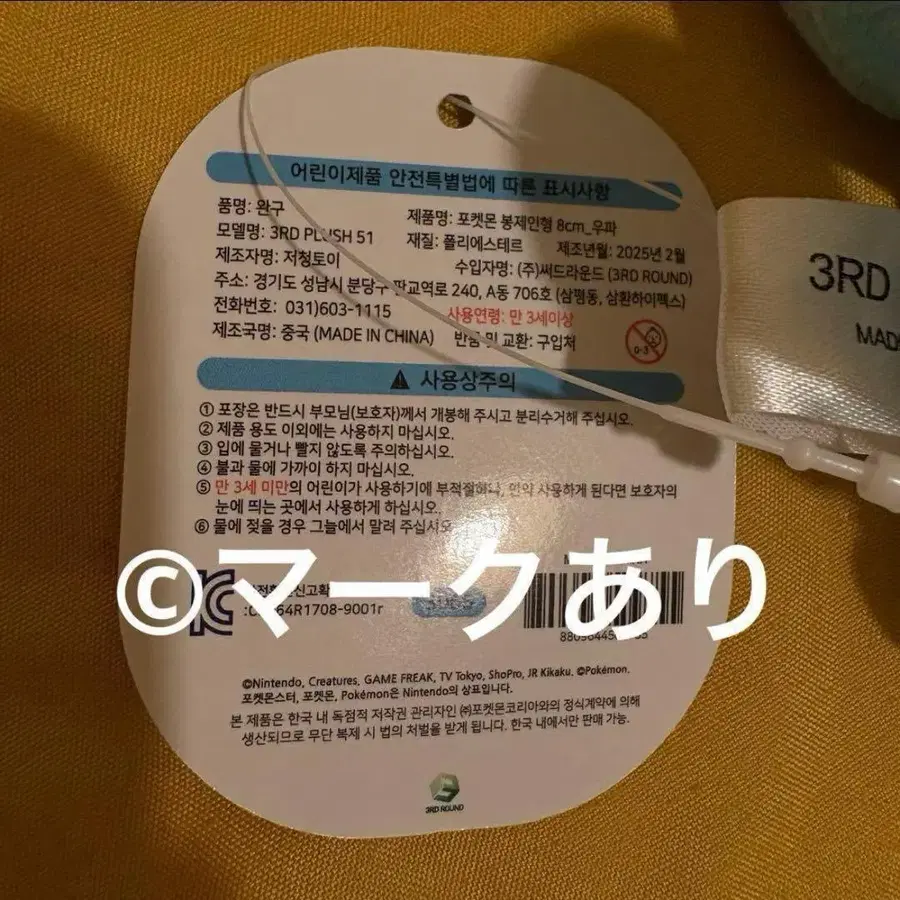 어린이제품 안전특별법에 따른 표시사항
품명: 완구
제품명: 포켓몬 봉제인형 8cm_우파
모델명: 3RD PLUSH 51
재질: 폴리에스테르 제조년월: 2025년 2월
제조자명: 저청토이
수입자명: (주)써드라운드 (3RD ROUND)
주소: 경기도 성남시 분당구 판교역로 240, A동 706호 (삼평동, 삼환하이펙스)
전화번호: 031)603-1115
사용연령: 만 3세이상
제조국명: 중국 (MADE IN CHINA)
반품 및 교환: 구입처
0-3
사용상주의
① 포장은 반드시 부모님(보호자)께서 개봉해 주시고 분리수거해 주십시오.
② 제품 용도 이외에는 사용하지 마십시오.
③ 입에 물거나 빨지 않도록 주의하십시오.
④ 불과 물에 가까이 하지 마십시오.
⑤ 만 3세 미만의 어린이가 사용하기에 부적절하나, 만약 사용하게 된다면 보호자의
눈에 띄는 곳에서 사용하게 하십시오.
⑥ 물에 젖을 경우 그늘에서 말려 주십시오
©マークあり
64R1708-9001r
©Nintendo, Creatures, GAME FREAK, TV Tokyo, ShoPro, JR Kikaku. ©Pokémon.
포켓몬스터, 포켓몬, Pokémon은 Nintendo의 상표입니다.
본 제품은 한국 내 독점적 저작권 관리자인 ㈜포켓몬코리아와의 정식계약에 의해
생산되므로 무단 복제 시 법의 처벌을 받게 됩니다. 한국 내에서만 판매 가능.
3RD ROUND
3RD
MADE